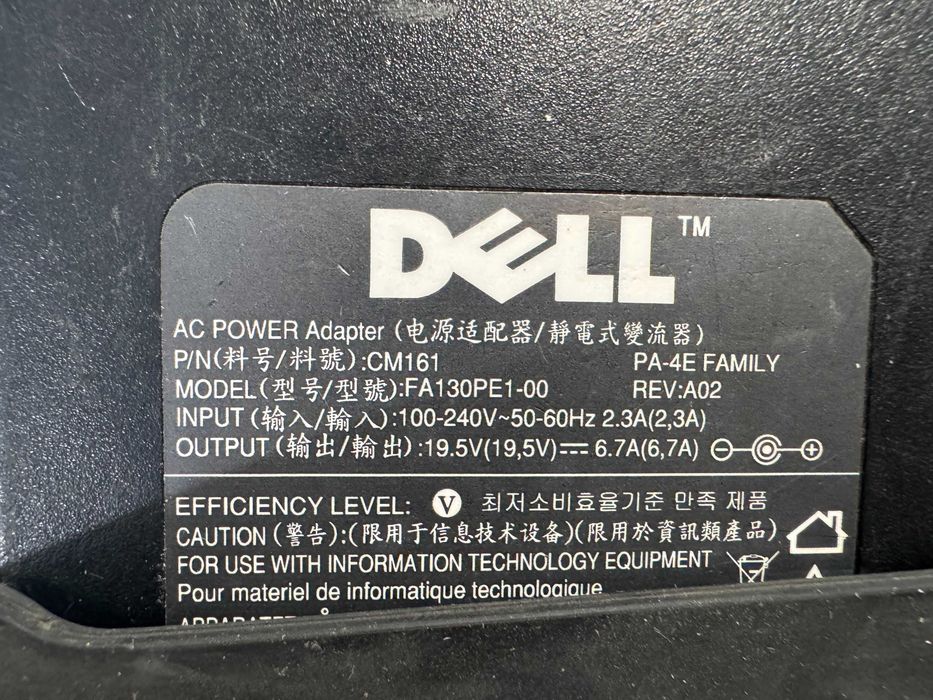 DELL™
AC POWER Adapter (电源适配器/靜電式變流器)
P/N(料号/料號):CM161 PA-4E FAMILY
MODEL(型号/型號):FA130PE1-00 REV:A02
INPUT (输入/輸入):100-240V~50-60Hz 2.3A(2,3A)
OUTPUT (输出/輸出):19.5V(19,5V)⎓ 6.7A(6,7A)
EFFICIENCY LEVEL: V 최저소비효율기준 만족 제품
CAUTION (警告):(限用于信息技术设备)(限用於資訊類產品)
FOR USE WITH INFORMATION TECHNOLOGY EQUIPMENT
Pour materiel de informatique technologique